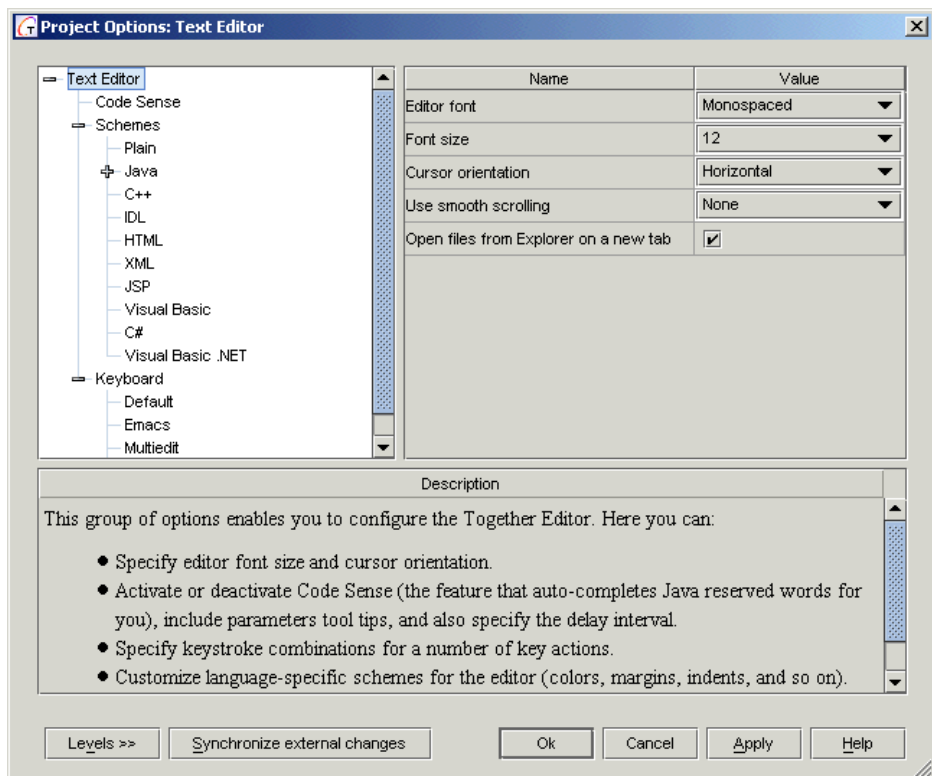 Project Options: Text Editor
Text Editor
Code Sense
Schemes
Plain
Java
C++
IDL
HTML
XML
JSP
Visual Basic
C#
Visual Basic .NET
Keyboard
Default
Emacs
Multiedit
Name Value
Editor font Monospaced
Font size 12
Cursor orientation Horizontal
Use smooth scrolling None
Open files from Explorer on a new tab
Description
This group of options enables you to configure the Together Editor. Here you can:
● Specify editor font size and cursor orientation.
● Activate or deactivate Code Sense (the feature that auto-completes Java reserved words for
you), include parameters tool tips, and also specify the delay interval.
● Specify keystroke combinations for a number of key actions.
● Customize language-specific schemes for the editor (colors, margins, indents, and so on).
Levels >> Synchronize external changes Ok Cancel Apply Help